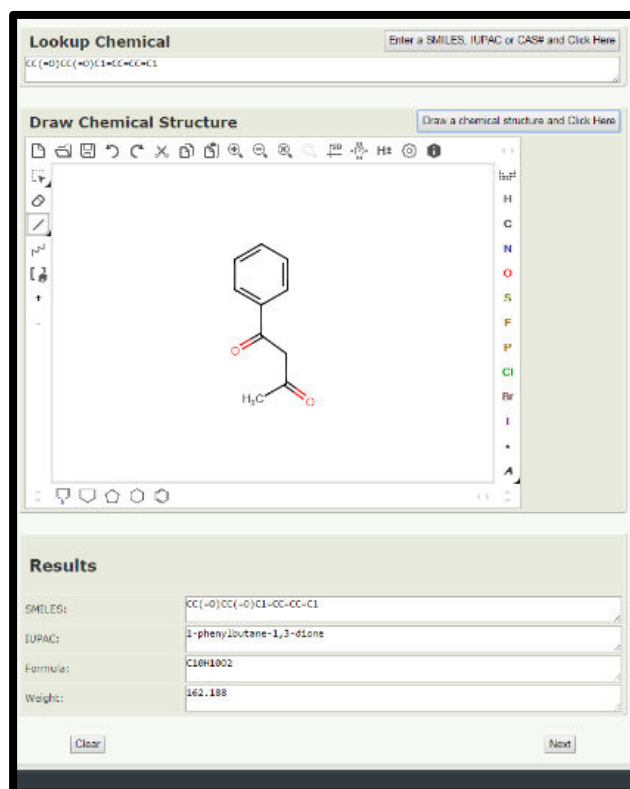 Lookup Chemical
Enter a SMILES, IUPAC or CAS# and Click Here
CC(=O)CC(=O)C1=CC=CC=C1
Draw Chemical Structure
Draw a chemical structure and Click Here
H±
H
C
N
O
S
F
P
Cl
Br
I
*
A
O
H₃C
O
Results
SMILES:
CC(=O)CC(=O)C1=CC=CC=C1
IUPAC:
1-phenylbutane-1,3-dione
Formula:
C10H10O2
Weight:
162.188
Clear
Next